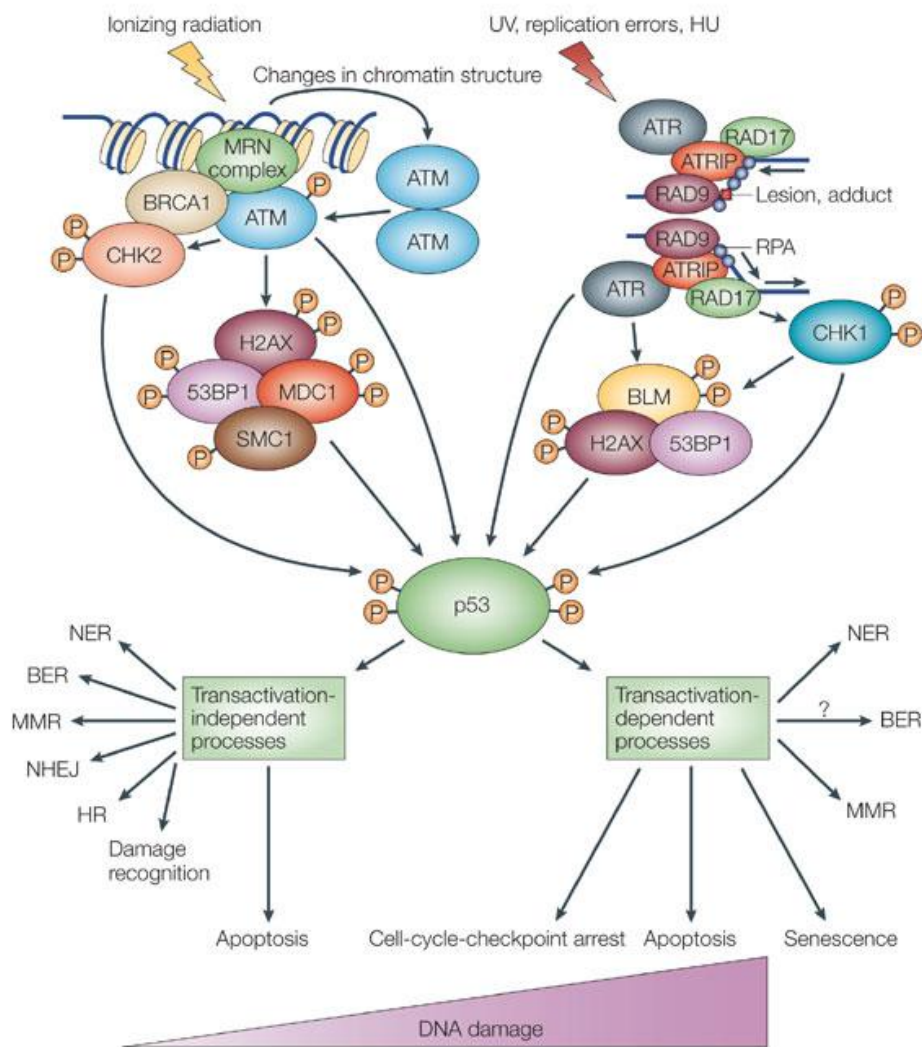 Ionizing radiation
UV, replication errors, HU
Changes in chromatin structure
MRN
complex
BRCA1
ATM
P
ATM
ATM
CHK2
P
P
ATR
RAD17
ATRIP
RAD9
Lesion, adduct
RAD9
RPA
ATRIP
ATR
RAD17
CHK1
P
P
H2AX
P
P
53BP1
P
P
MDC1
P
P
SMC1
P
BLM
P
P
H2AX
P
P
53BP1
p53
P
P
P
P
NER
BER
MMR
NHEJ
HR
Damage
recognition
Transactivation-
independent
processes
Transactivation-
dependent
processes
NER
?
BER
MMR
Apoptosis
Cell-cycle-checkpoint arrest
Apoptosis
Senescence
DNA damage